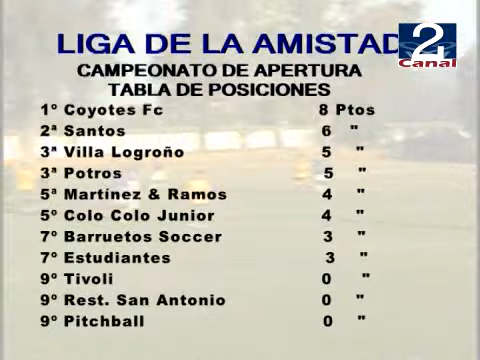 LIGA DE LA AMISTAD
2
Canal
CAMPEONATO DE APERTURA
TABLA DE POSICIONES
1º Coyotes Fc 8 Ptos
2ª Santos 6 "
3ª Villa Logroño 5 "
3ª Potros 5 "
5ª Martínez & Ramos 4 "
5º Colo Colo Junior 4 "
7º Barruetos Soccer 3 "
7º Estudiantes 3 "
9º Tivoli 0 "
9º Rest. San Antonio 0 "
9º Pitchball 0 "